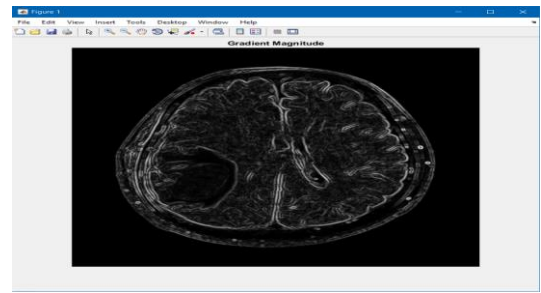 Figure 1
File Edit View Insert Tools Desktop Window Help
Gradient Magnitude